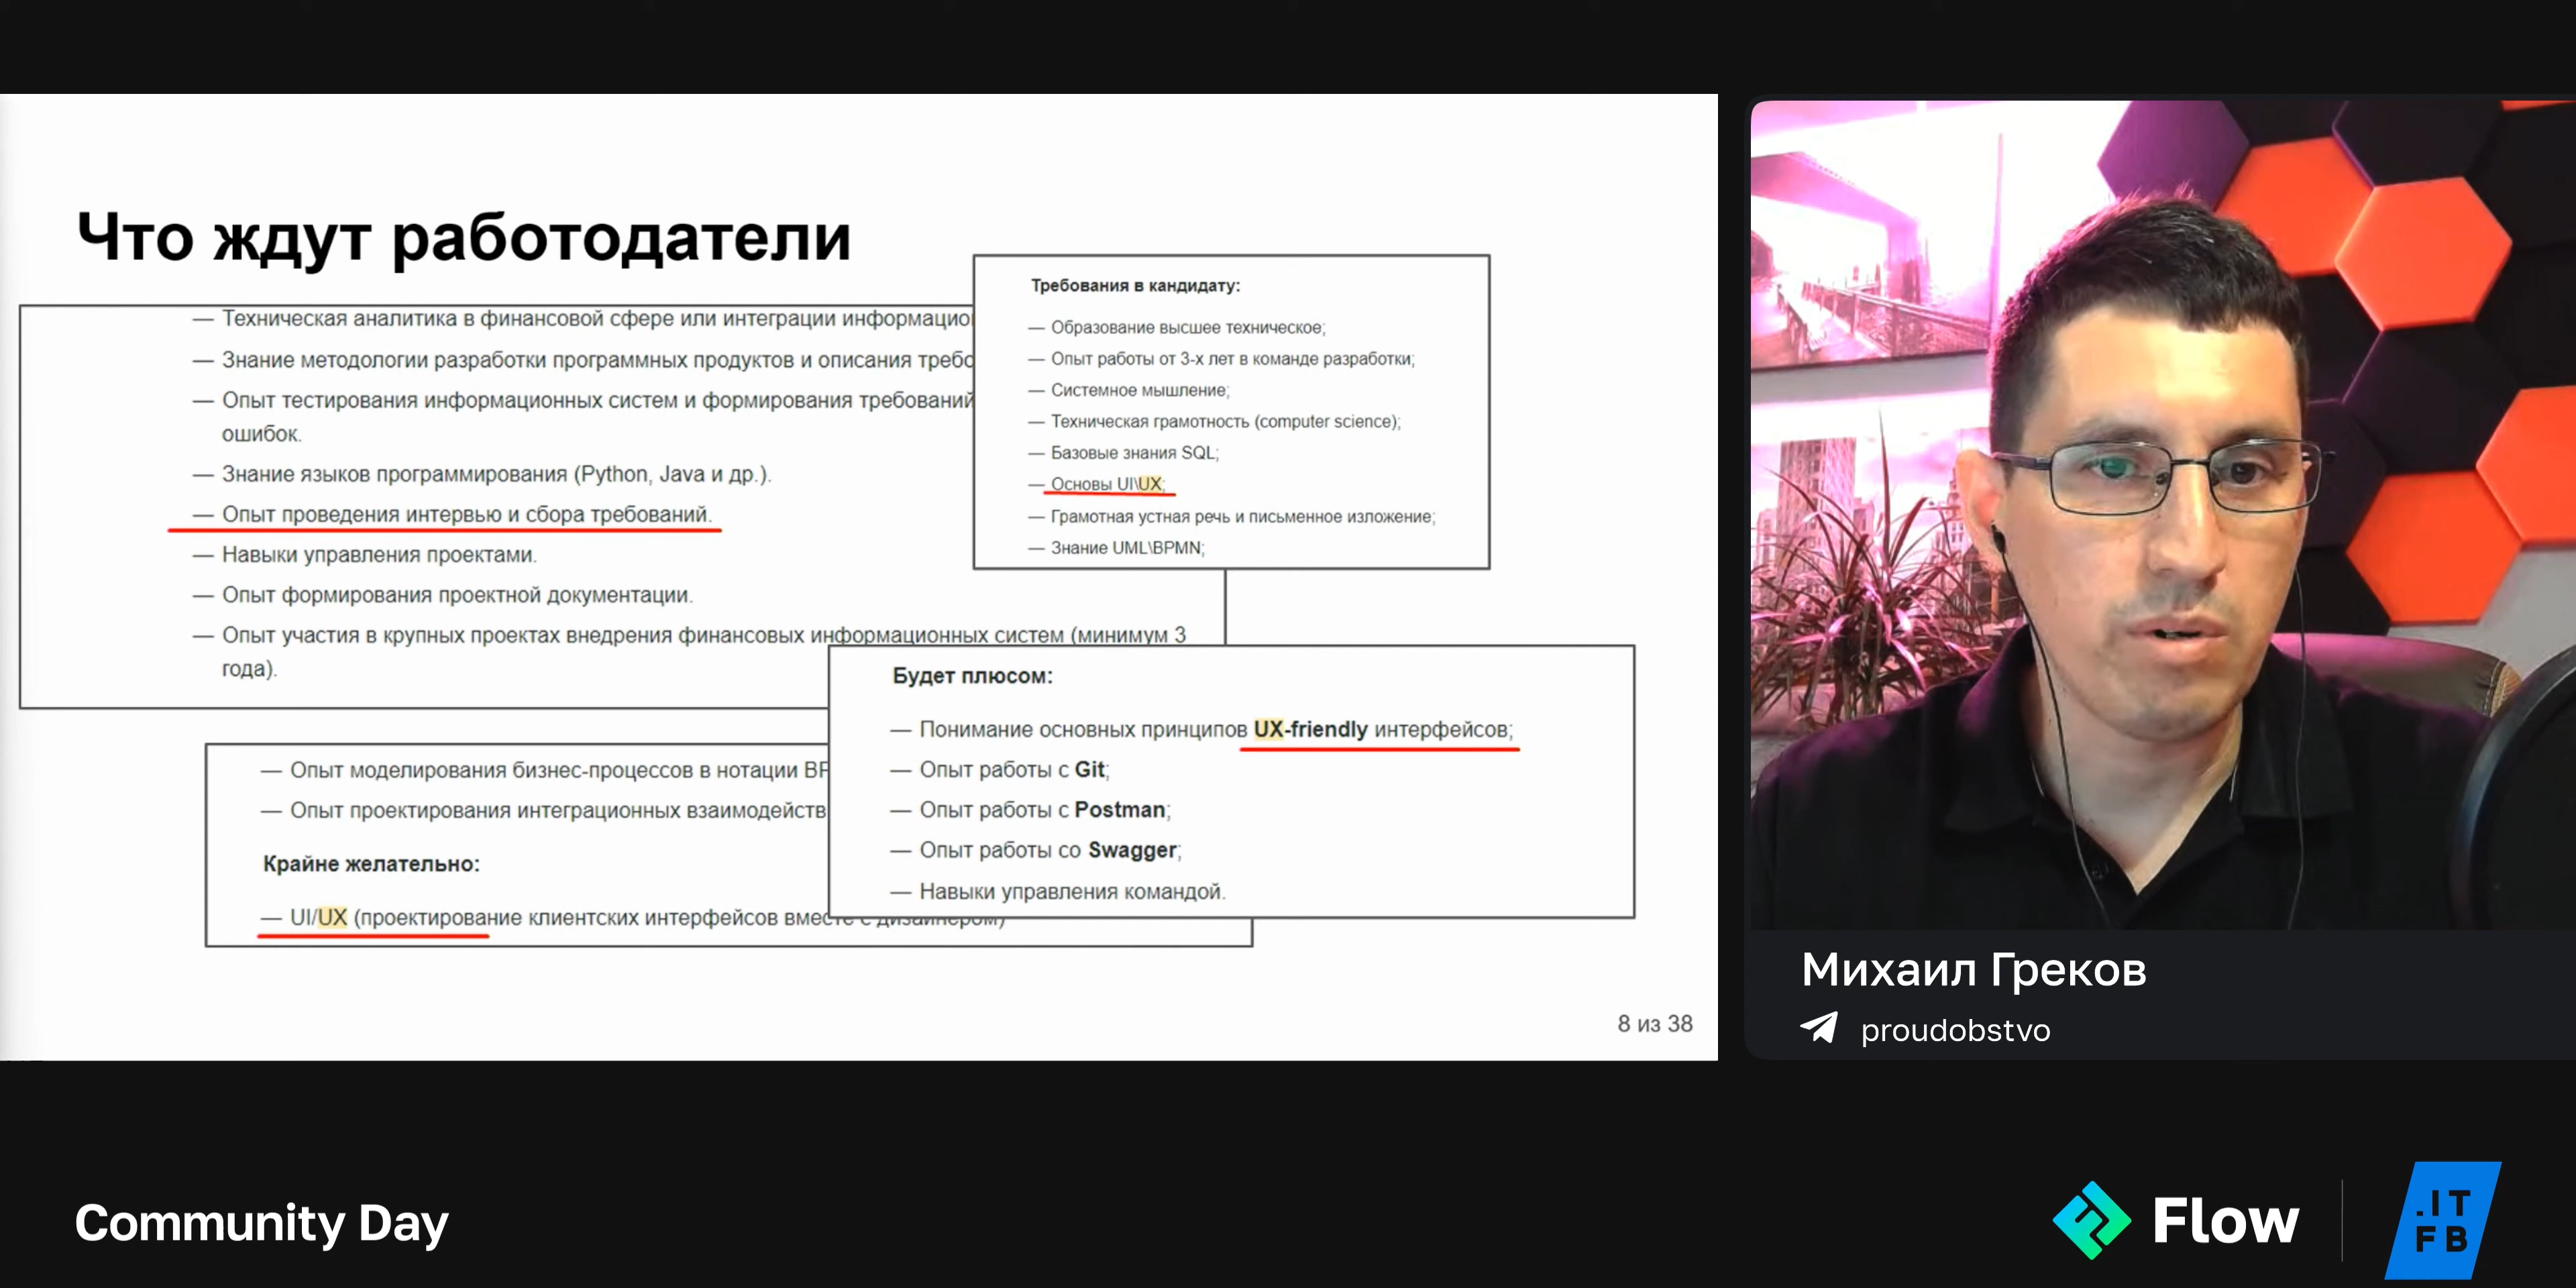 Что ждут работодатели
— Техническая аналитика в финансовой сфере или интеграции
— Знание методологии разработки программных продуктов и описания
— Опыт тестирования информационных систем и формирования требований
ошибок.
— Знание языков программирования (Python, Java и др.).
— Опыт проведения интервью и сбора требований.
— Навыки управления проектами.
— Опыт формирования проектной документации.
— Опыт участия в крупных проектах внедрения финансовых информационных систем (минимум 3
года).
Требования в кандидату:
— Образование высшее техническое;
— Опыт работы от 3-х лет в команде разработки;
— Системное мышление;
— Техническая грамотность (computer science);
— Базовые знания SQL;
— Основы UI\UX;
— Грамотная устная речь и письменное изложение;
— Знание UML\BPMN;
— Опыт моделирования бизнес-процессов в нотации
— Опыт проектирования интеграционных
Крайне желательно:
— UI/UX (проектирование клиентских интерфейсов вместе с дизайнером)
Будет плюсом:
— Понимание основных принципов UX-friendly интерфейсов;
— Опыт работы с Git;
— Опыт работы с Postman;
— Опыт работы со Swagger;
— Навыки управления командой.
8 из 38
Михаил Греков
proudobstvo
Community Day
Flow
.IT
FB